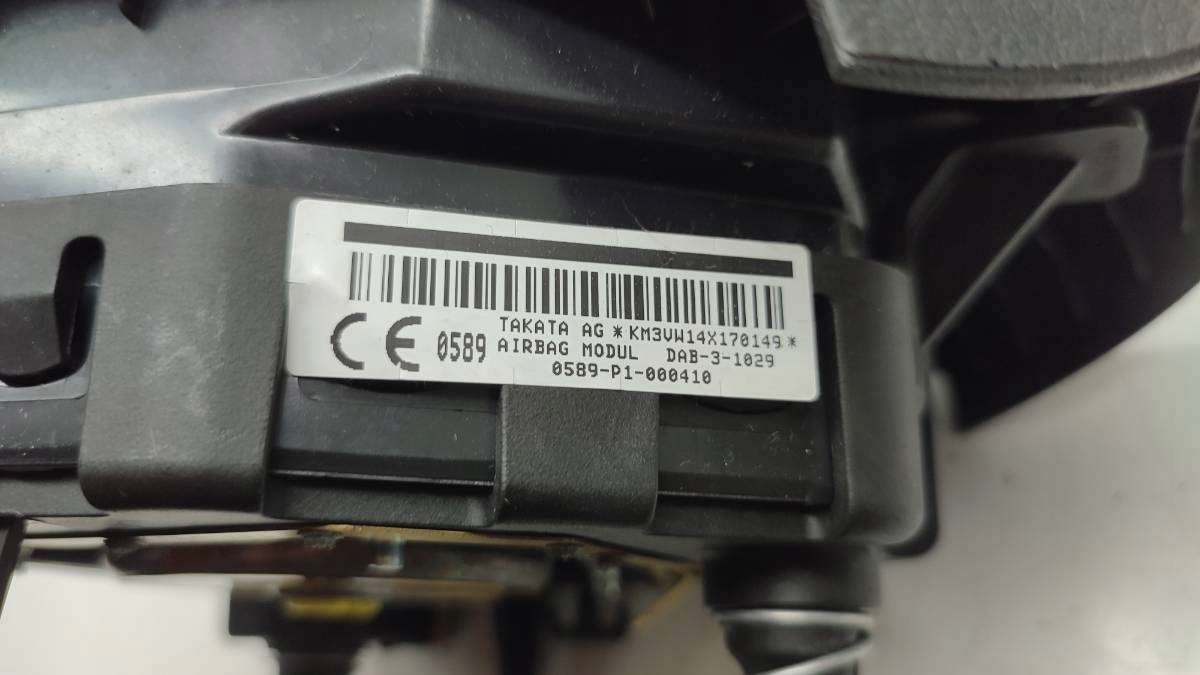 TAKATA AG *KM3VW14X170149*
CE 0589 AIRBAG MODUL DAB-3-1029
0589-P1-000410